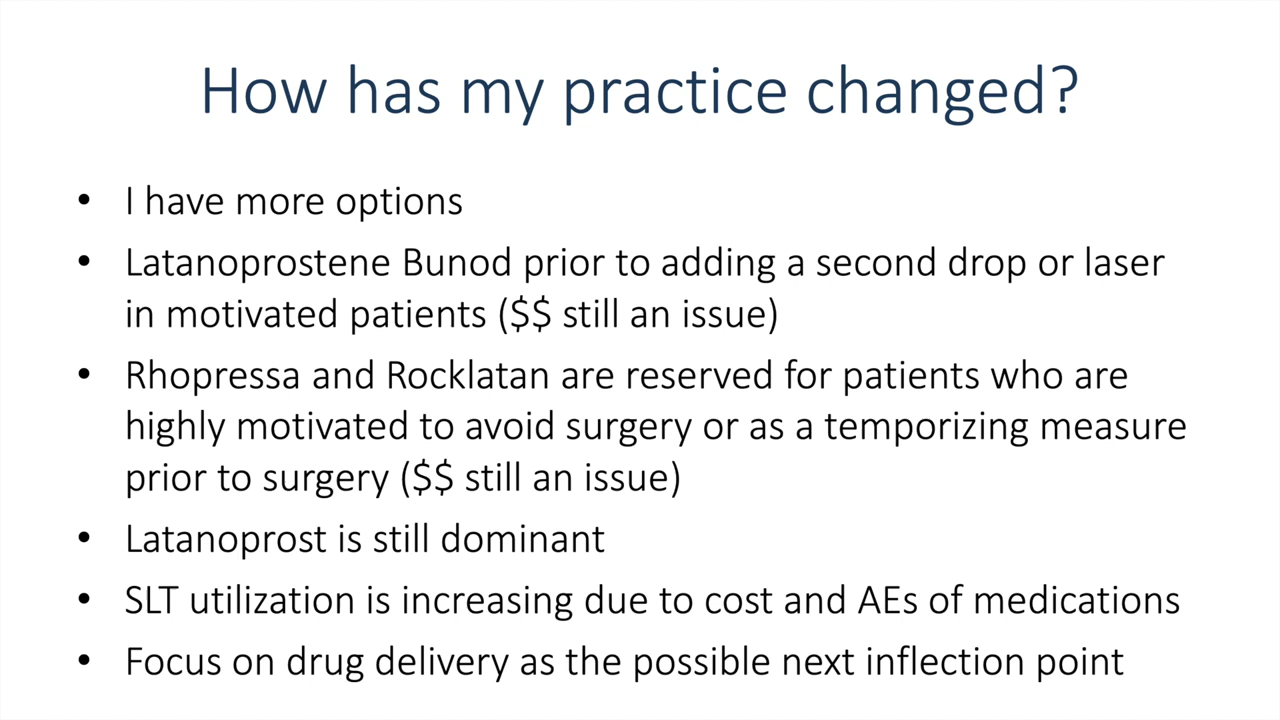 How has my practice changed?
• I have more options
• Latanoprostene Bunod prior to adding a second drop or laser
in motivated patients ($$ still an issue)
• Rhopressa and Rocklatan are reserved for patients who are
highly motivated to avoid surgery or as a temporizing measure
prior to surgery ($$ still an issue)
• Latanoprost is still dominant
• SLT utilization is increasing due to cost and AEs of medications
• Focus on drug delivery as the possible next inflection point